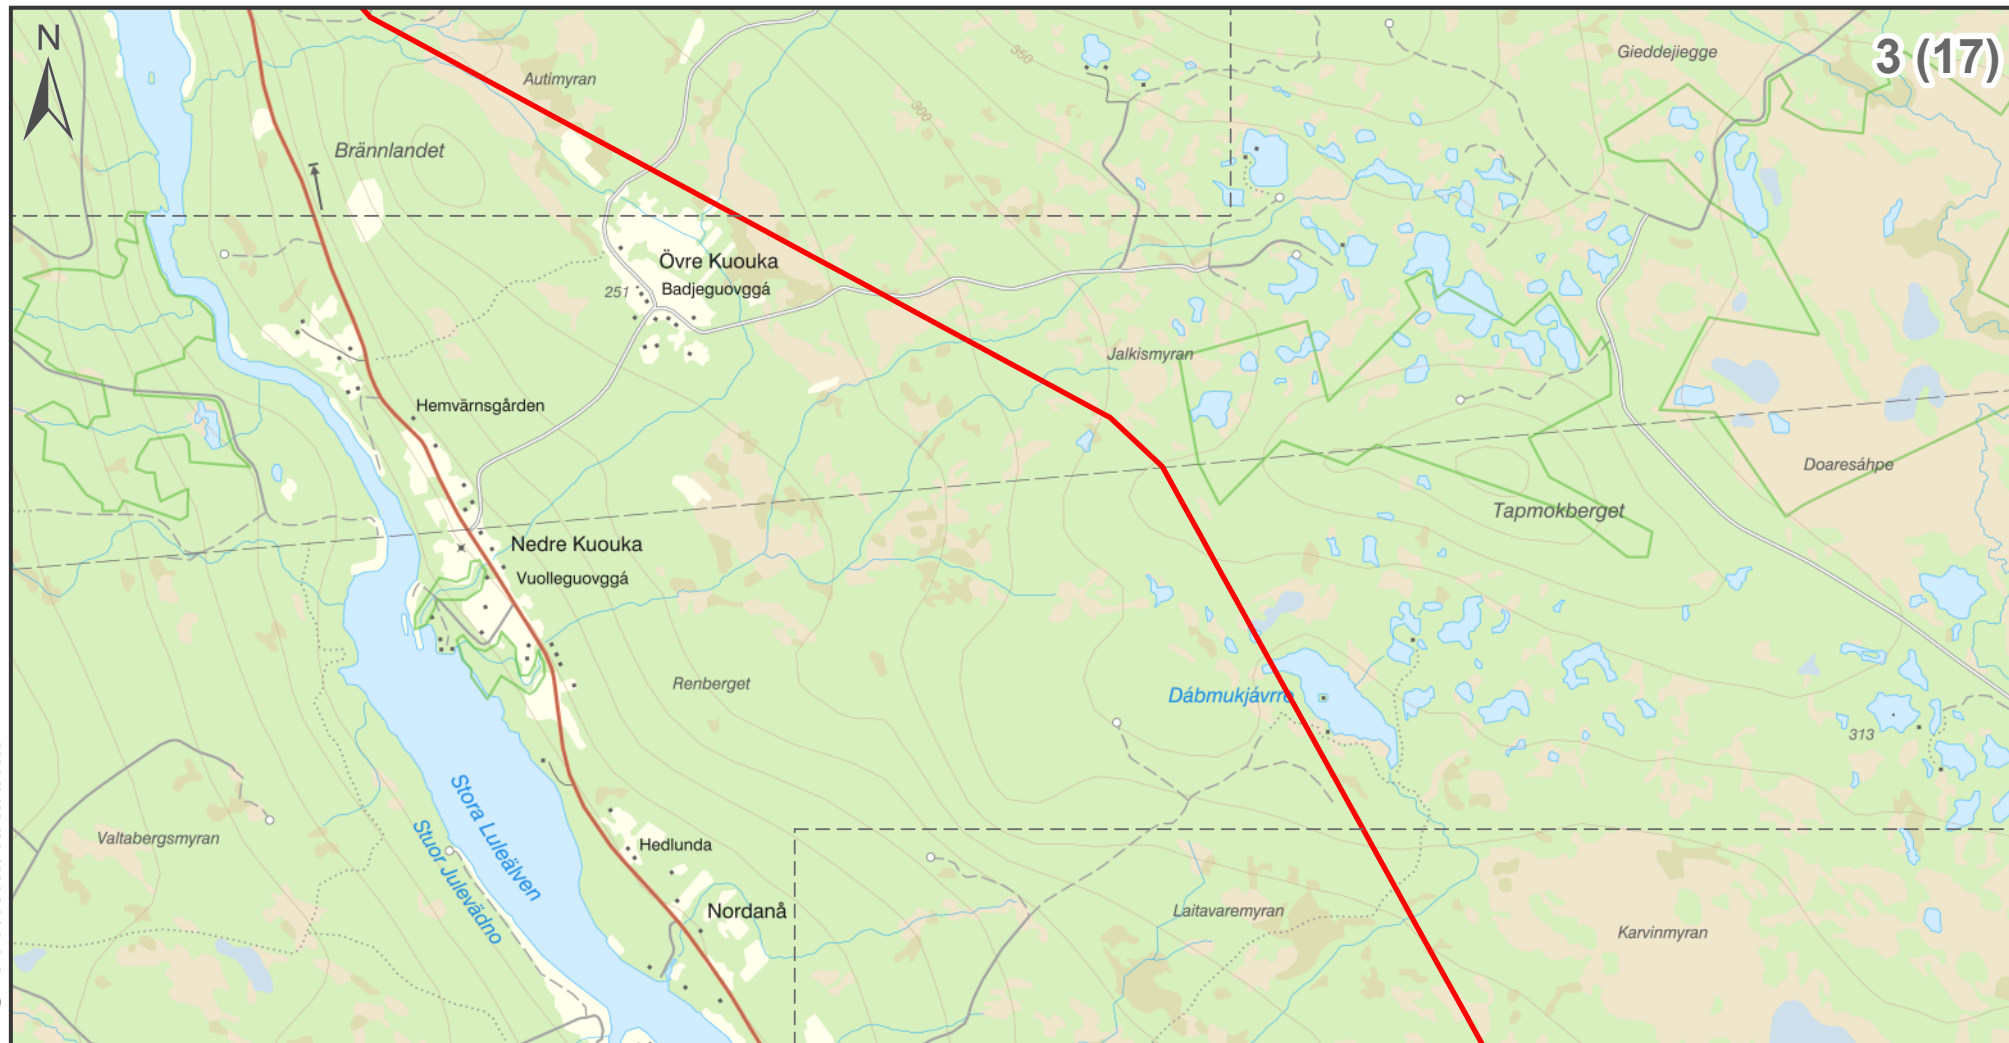 N
3 (17)
Gieddejiegge
350
Autimyran
300
Brännlandet
Övre Kuouka
Badjeguovggá
251
Jalkismyran
Hemvärnsgården
Doaresáhpe
Tapmokberget
Nedre Kuouka
Vuolleguovggá
Renberget
Dábmukjávrre
313
Stora Luleälven
Stuor Julevädno
Valtabergsmyran
Hedlunda
Nordanå
Laitavaremyran
Karvinmyran